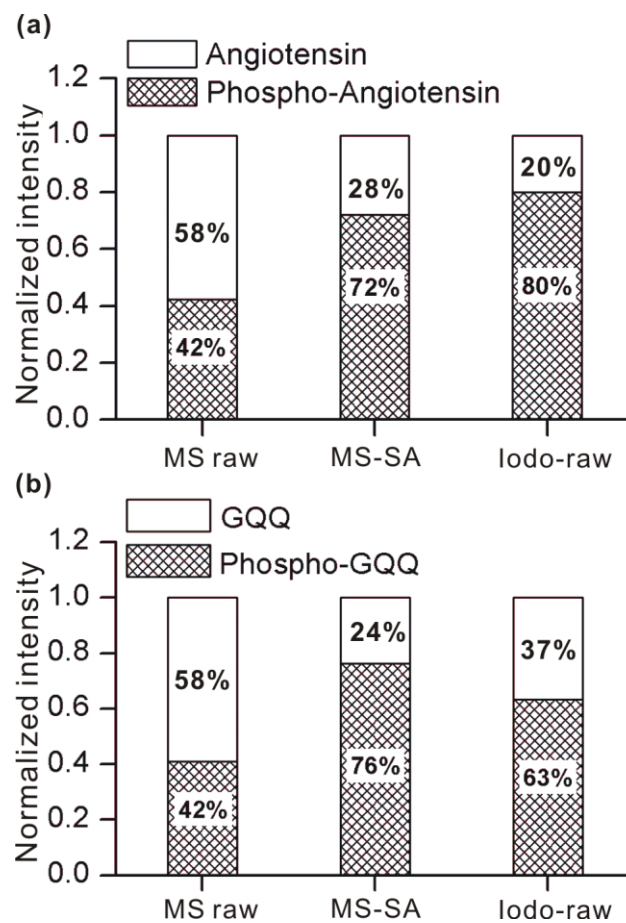 (a)
Angiotensin
Phospho-Angiotensin
Normalized intensity
1.2
1.0
0.8
0.6
0.4
0.2
0.0
58%
42%
28%
72%
20%
80%
MS raw
MS-SA
Iodo-raw
(b)
GQQ
Phospho-GQQ
Normalized intensity
1.2
1.0
0.8
0.6
0.4
0.2
0.0
58%
42%
24%
76%
37%
63%
MS raw
MS-SA
Iodo-raw